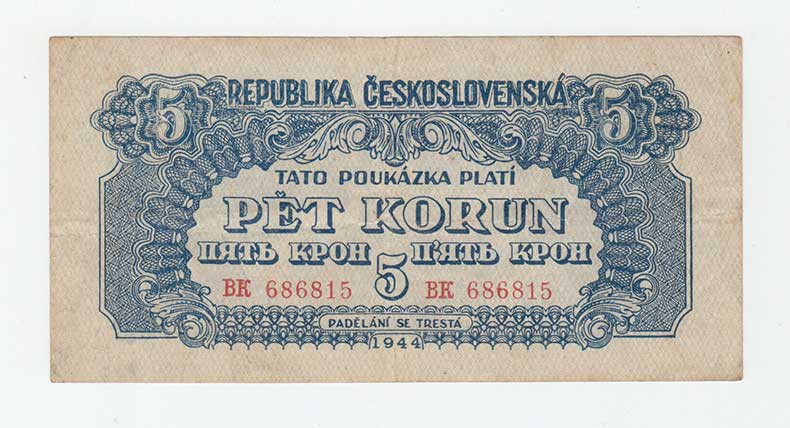 5 REPUBLIKA ČESKOSLOVENSKÁ 5
TATO POUKÁZKA PLATÍ
PĚT KORUN
ПЯТЬ КРОН П'ЯТЬ КРОН
5
ВК 686815 ВК 686815
PADĚLÁNÍ SE TRESTÁ
1944